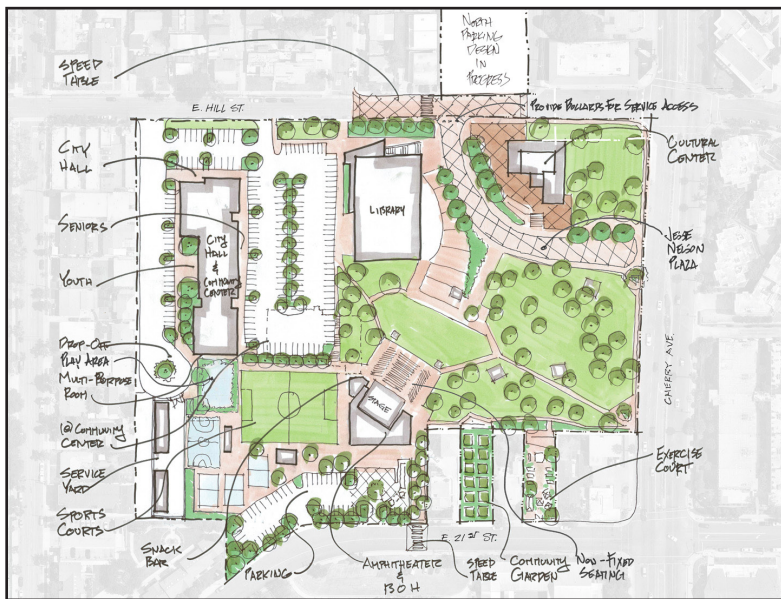 NORTH
PARKING
DESIGN
IN
PROGRESS
SPEED
TABLE
E. HILL ST.
PROVIDE BOLLARDS FOR SERVICE ACCESS
CITY
HALL
CULTURAL
CENTER
LIBRARY
SENIORS
CITY
HALL
&
COMMUNITY
CENTER
JESSE
NELSON
PLAZA
YOUTH
DROP-OFF
PLAY AREA
MULTI-PURPOSE
ROOM
CHERRY AVE.
STAGE
@ COMMUNITY
CENTER
SERVICE
YARD
EXERCISE
COURT
SPORTS
COURTS
E. 21ST ST.
SNACK
BAR
PARKING
AMPHITHEATER
&
BOH
SPEED
TABLE
COMMUNITY
GARDEN
NON-FIXED
SEATING